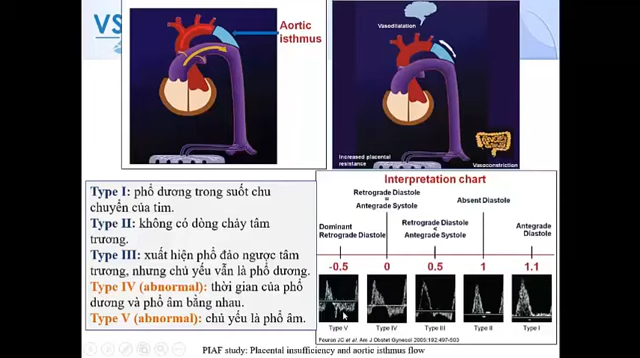 VS
Aortic
isthmus
Vasodilatation
Increased placental
resistance
Vasoconstriction
Type I: phổ dương trong suốt chu
chuyển của tim.
Type II: không có dòng chảy tâm
trương.
Type III: xuất hiện phổ đảo ngược tâm
trương, nhưng chủ yếu vẫn là phổ dương.
Type IV (abnormal): thời gian của phổ
dương và phổ âm bằng nhau.
Type V (abnormal): chủ yếu là phổ âm.
Interpretation chart
Retrograde Diastole
=
Antegrade Systole
Absent Diastole
Dominant
Retrograde Diastole
Retrograde Diastole
<
Antegrade Systole
Antegrade
Diastole
-0.5 0 0.5 1 1.1
Type V Type IV Type III Type II Type I
Fouron JC et al. Am J Obstet Gynecol 2005;192:497-503
PIAF study: Placental insufficiency and aortic isthmus flow